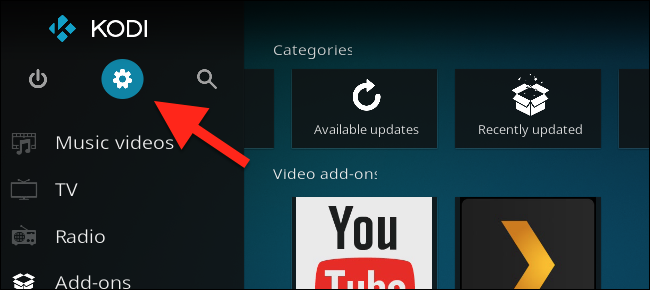 KODI
Categories
Available updates
Recently updated
Music videos
TV
Radio
Add-ons
Video add-ons
You
Tube